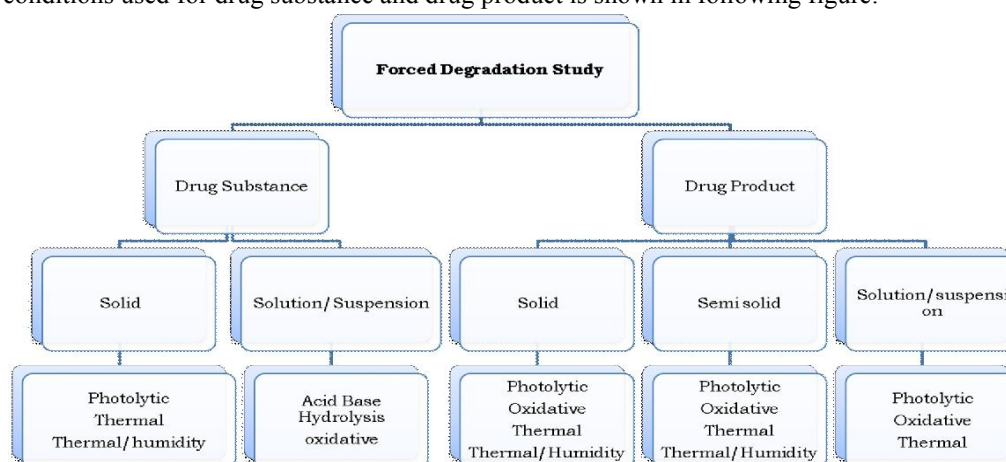 conditions used for drug substance and drug product is shown in following figure:
Forced Degradation Study
Drug Substance
Drug Product
Solid
Solution/Suspension
Solid
Semi solid
Solution/suspensi
on
Photolytic
Thermal
Thermal/humidity
Acid Base
Hydrolysis
oxidative
Photolytic
Oxidative
Thermal
Thermal/Humidity
Photolytic
Oxidative
Thermal
Thermal/Humidity
Photolytic
Oxidative
Thermal